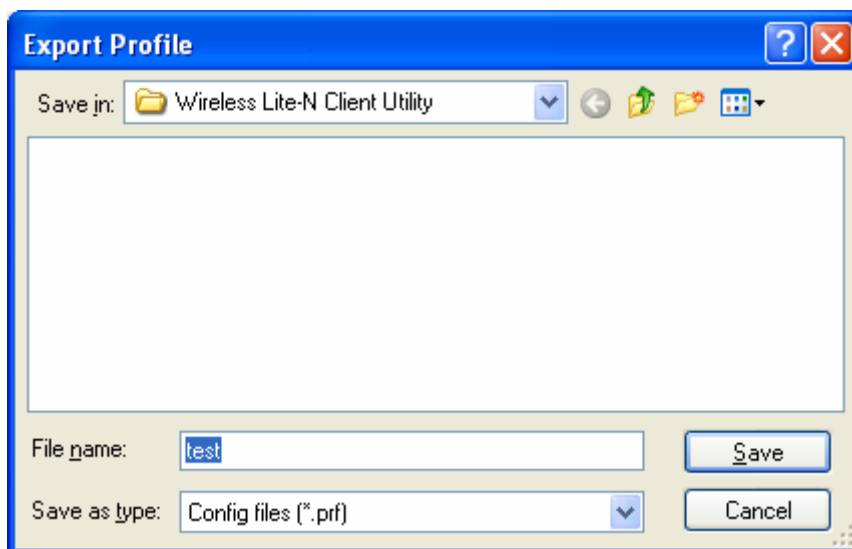 Export Profile
?
Save in: Wireless Lite-N Client Utility
File name: test Save
Save as type: Config files (*.prf) Cancel